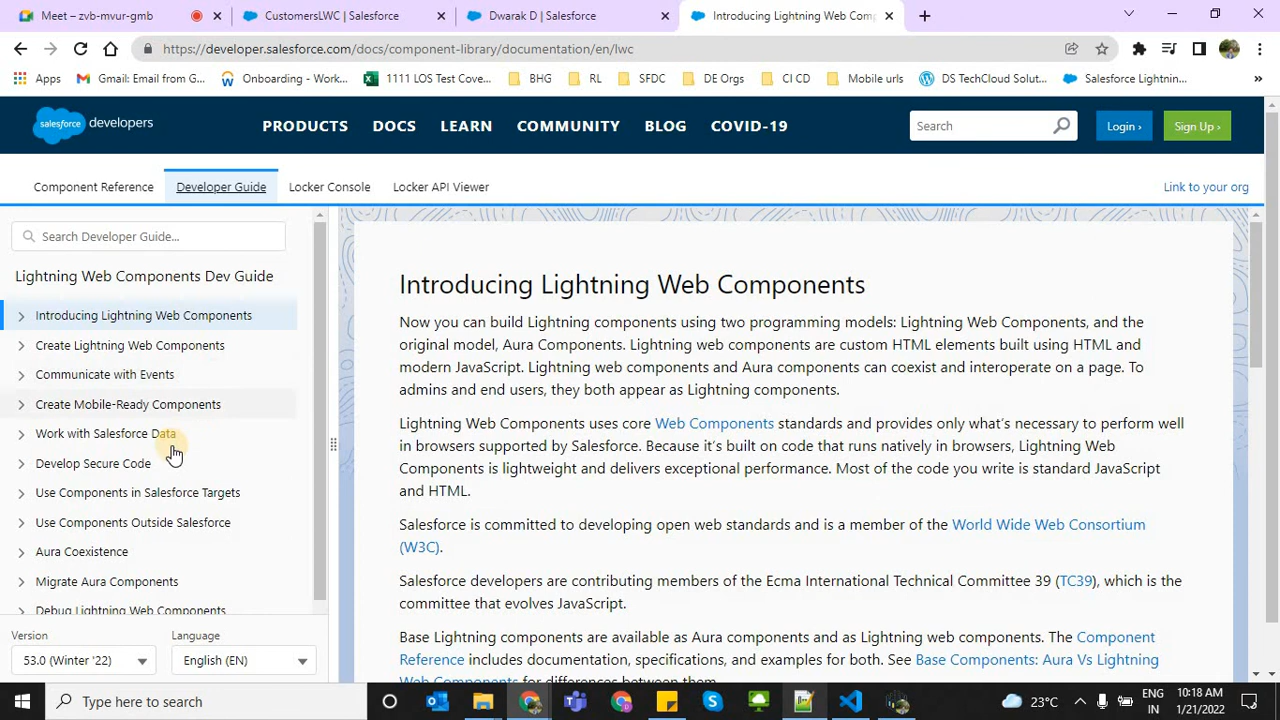 Meet – zvb-mvur-gmb
CustomersLWC | Salesforce
Dwarak D | Salesforce
Introducing Lightning Web Comp
https://developer.salesforce.com/docs/component-library/documentation/en/lwc
Apps
Gmail: Email from G...
Onboarding - Work...
1111 LOS Test Cove...
BHG
RL
SFDC
DE Orgs
CI CD
Mobile urls
DS TechCloud Solut...
Salesforce Lightnin...
salesforce developers
PRODUCTS
DOCS
LEARN
COMMUNITY
BLOG
COVID-19
Search
Login ›
Sign Up ›
Component Reference
Developer Guide
Locker Console
Locker API Viewer
Link to your org
Search Developer Guide...
Lightning Web Components Dev Guide
Introducing Lightning Web Components
Create Lightning Web Components
Communicate with Events
Create Mobile-Ready Components
Work with Salesforce Data
Develop Secure Code
Use Components in Salesforce Targets
Use Components Outside Salesforce
Aura Coexistence
Migrate Aura Components
Debug Lightning Web Components
Version
Language
53.0 (Winter '22)
English (EN)
Introducing Lightning Web Components
Now you can build Lightning components using two programming models: Lightning Web Components, and the
original model, Aura Components. Lightning web components are custom HTML elements built using HTML and
modern JavaScript. Lightning web components and Aura components can coexist and interoperate on a page. To
admins and end users, they both appear as Lightning components.
Lightning Web Components uses core Web Components standards and provides only what's necessary to perform well
in browsers supported by Salesforce. Because it's built on code that runs natively in browsers, Lightning Web
Components is lightweight and delivers exceptional performance. Most of the code you write is standard JavaScript
and HTML.
Salesforce is committed to developing open web standards and is a member of the World Wide Web Consortium
(W3C).
Salesforce developers are contributing members of the Ecma International Technical Committee 39 (TC39), which is the
committee that evolves JavaScript.
Base Lightning components are available as Aura components and as Lightning web components. The Component
Reference includes documentation, specifications, and examples for both. See Base Components: Aura Vs Lightning
Web Components for differences between them.
Type here to search
23°C
ENG
IN
10:18 AM
1/21/2022